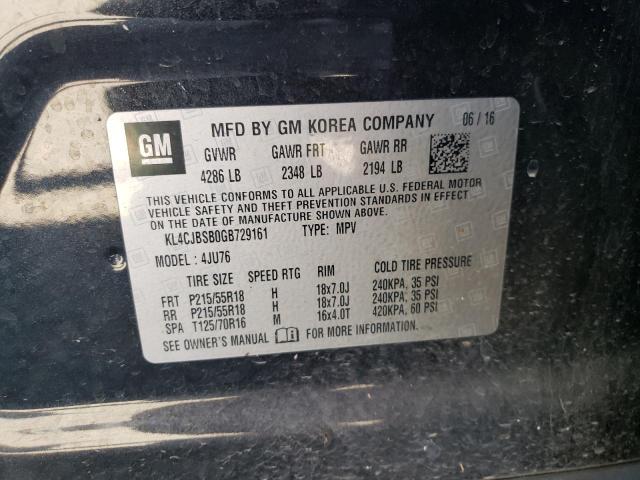 GM MFD BY GM KOREA COMPANY 06 / 16
GVWR GAWR FRT GAWR RR
4286 LB 2348 LB 2194 LB
THIS VEHICLE CONFORMS TO ALL APPLICABLE U.S. FEDERAL MOTOR
VEHICLE SAFETY AND THEFT PREVENTION STANDARDS IN EFFECT
ON THE DATE OF MANUFACTURE SHOWN ABOVE.
KL4CJBSB0GB729161 TYPE: MPV
MODEL: 4JU76
TIRE SIZE SPEED RTG RIM COLD TIRE PRESSURE
FRT P215/55R18 H 18x7.0J 240KPA, 35 PSI
RR P215/55R18 H 18x7.0J 240KPA, 35 PSI
SPA T125/70R16 M 16x4.0T 420KPA, 60 PSI
SEE OWNER'S MANUAL FOR MORE INFORMATION.